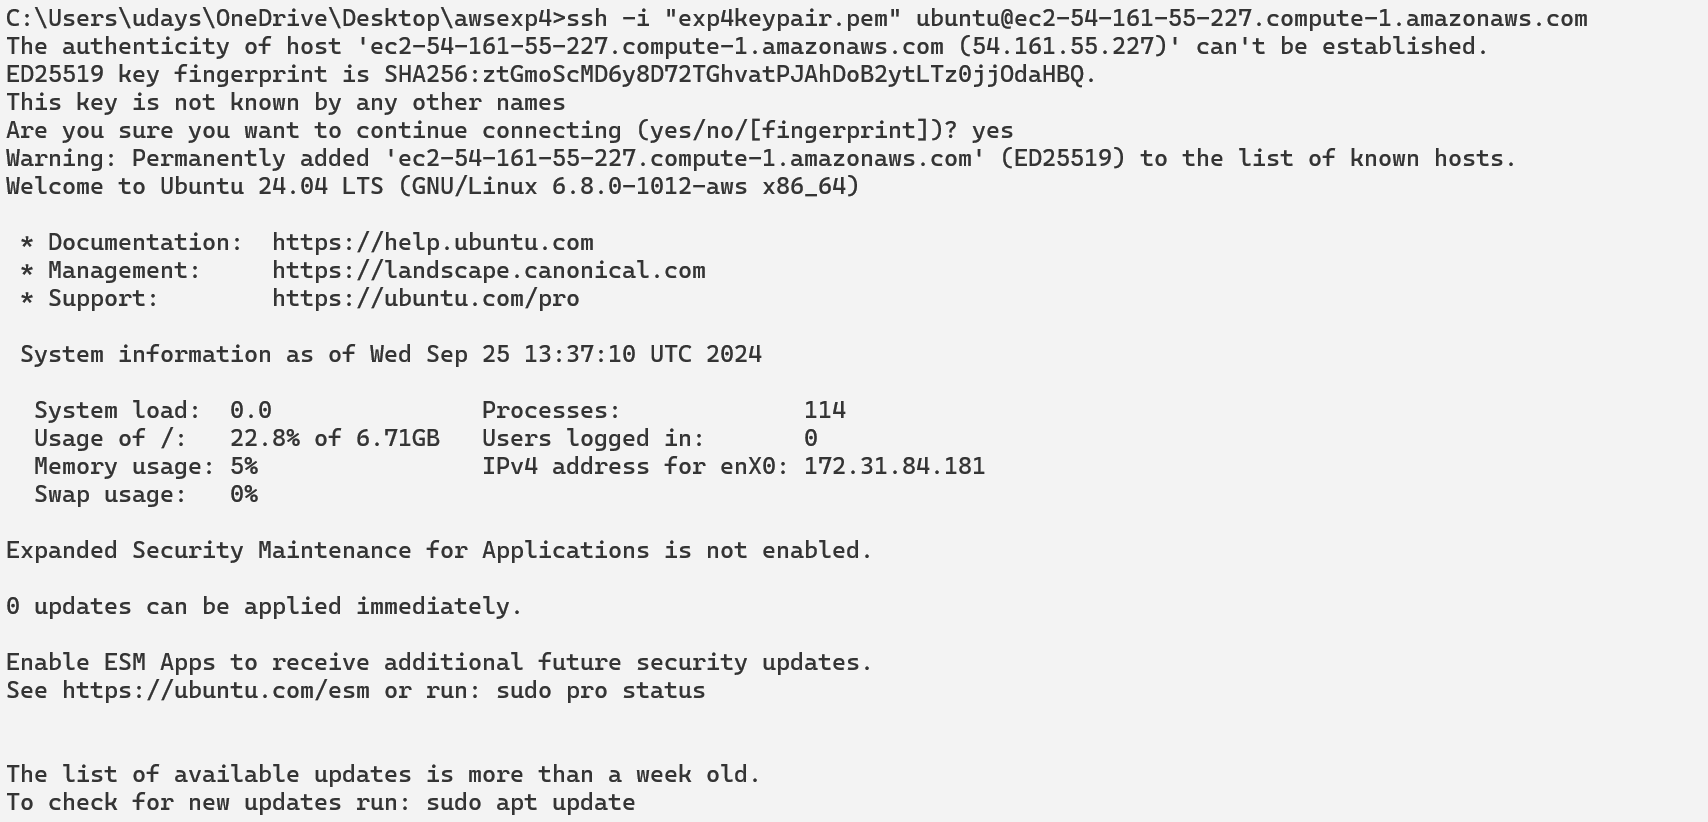 C:\Users\udays\OneDrive\Desktop\awsexp4>ssh -i "exp4keypair.pem" ubuntu@ec2-54-161-55-227.compute-1.amazonaws.com
The authenticity of host 'ec2-54-161-55-227.compute-1.amazonaws.com (54.161.55.227)' can't be established.
ED25519 key fingerprint is SHA256:ztGmoScMD6y8D72TGhvatPJAhDoB2ytLTz0jjOdaHBQ.
This key is not known by any other names
Are you sure you want to continue connecting (yes/no/[fingerprint])? yes
Warning: Permanently added 'ec2-54-161-55-227.compute-1.amazonaws.com' (ED25519) to the list of known hosts.
Welcome to Ubuntu 24.04 LTS (GNU/Linux 6.8.0-1012-aws x86_64)
* Documentation: https://help.ubuntu.com
* Management: https://landscape.canonical.com
* Support: https://ubuntu.com/pro
System information as of Wed Sep 25 13:37:10 UTC 2024
System load: 0.0 Processes: 114
Usage of /: 22.8% of 6.71GB Users logged in: 0
Memory usage: 5% IPv4 address for enX0: 172.31.84.181
Swap usage: 0%
Expanded Security Maintenance for Applications is not enabled.
0 updates can be applied immediately.
Enable ESM Apps to receive additional future security updates.
See https://ubuntu.com/esm or run: sudo pro status
The list of available updates is more than a week old.
To check for new updates run: sudo apt update